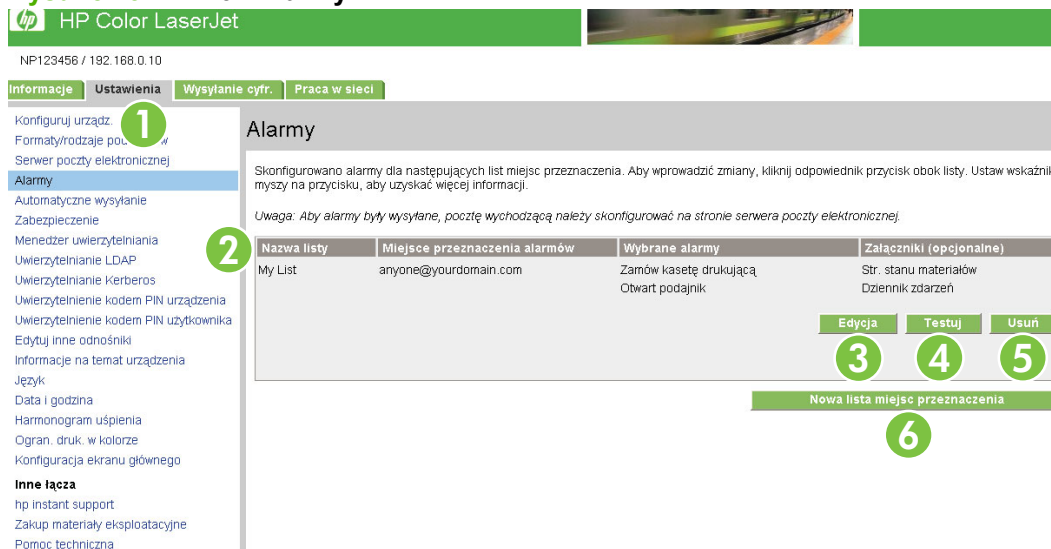 HP Color LaserJet
NP123456 / 192.168.0.10
Informacje Ustawienia Wysyłanie cyfr. Praca w sieci
1
Konfiguruj urządz.
Formaty/rodzaje
Serwer poczty elektronicznej
Alarmy
Automatyczne wysyłanie
Zabezpieczenie
Menedżer uwierzytelniania
Uwierzytelnianie LDAP
Uwierzytelnianie Kerberos
Uwierzytelnienie kodem PIN urządzenia
Uwierzytelnienie kodem PIN użytkownika
Edytuj inne odnośniki
Informacje na temat urządzenia
Język
Data i godzina
Harmonogram uśpienia
Ogran. druk. w kolorze
Konfiguracja ekranu głównego
Inne łącza
hp instant support
Zakup materiały eksploatacyjne
Pomoc techniczna
Alarmy
Skonfigurowano alarmy dla następujących list miejsc przeznaczenia. Aby wprowadzić zmiany, kliknij odpowiednik przycisk obok listy. Ustaw wskaźnik
myszy na przycisku, aby uzyskać więcej informacji.
Uwaga: Aby alarmy były wysyłane, pocztę wychodzącą należy skonfigurować na stronie serwera poczty elektronicznej.
2
Nazwa listy Miejsce przeznaczenia alarmów Wybrane alarmy Załączniki (opcjonalne)
My List anyone@yourdomain.com Zamów kasetę drukującą Str. stanu materiałów
Otwart podajnik Dziennik zdarzeń
Edycja Testuj Usuń
3 4 5
Nowa lista miejsc przeznaczenia
6